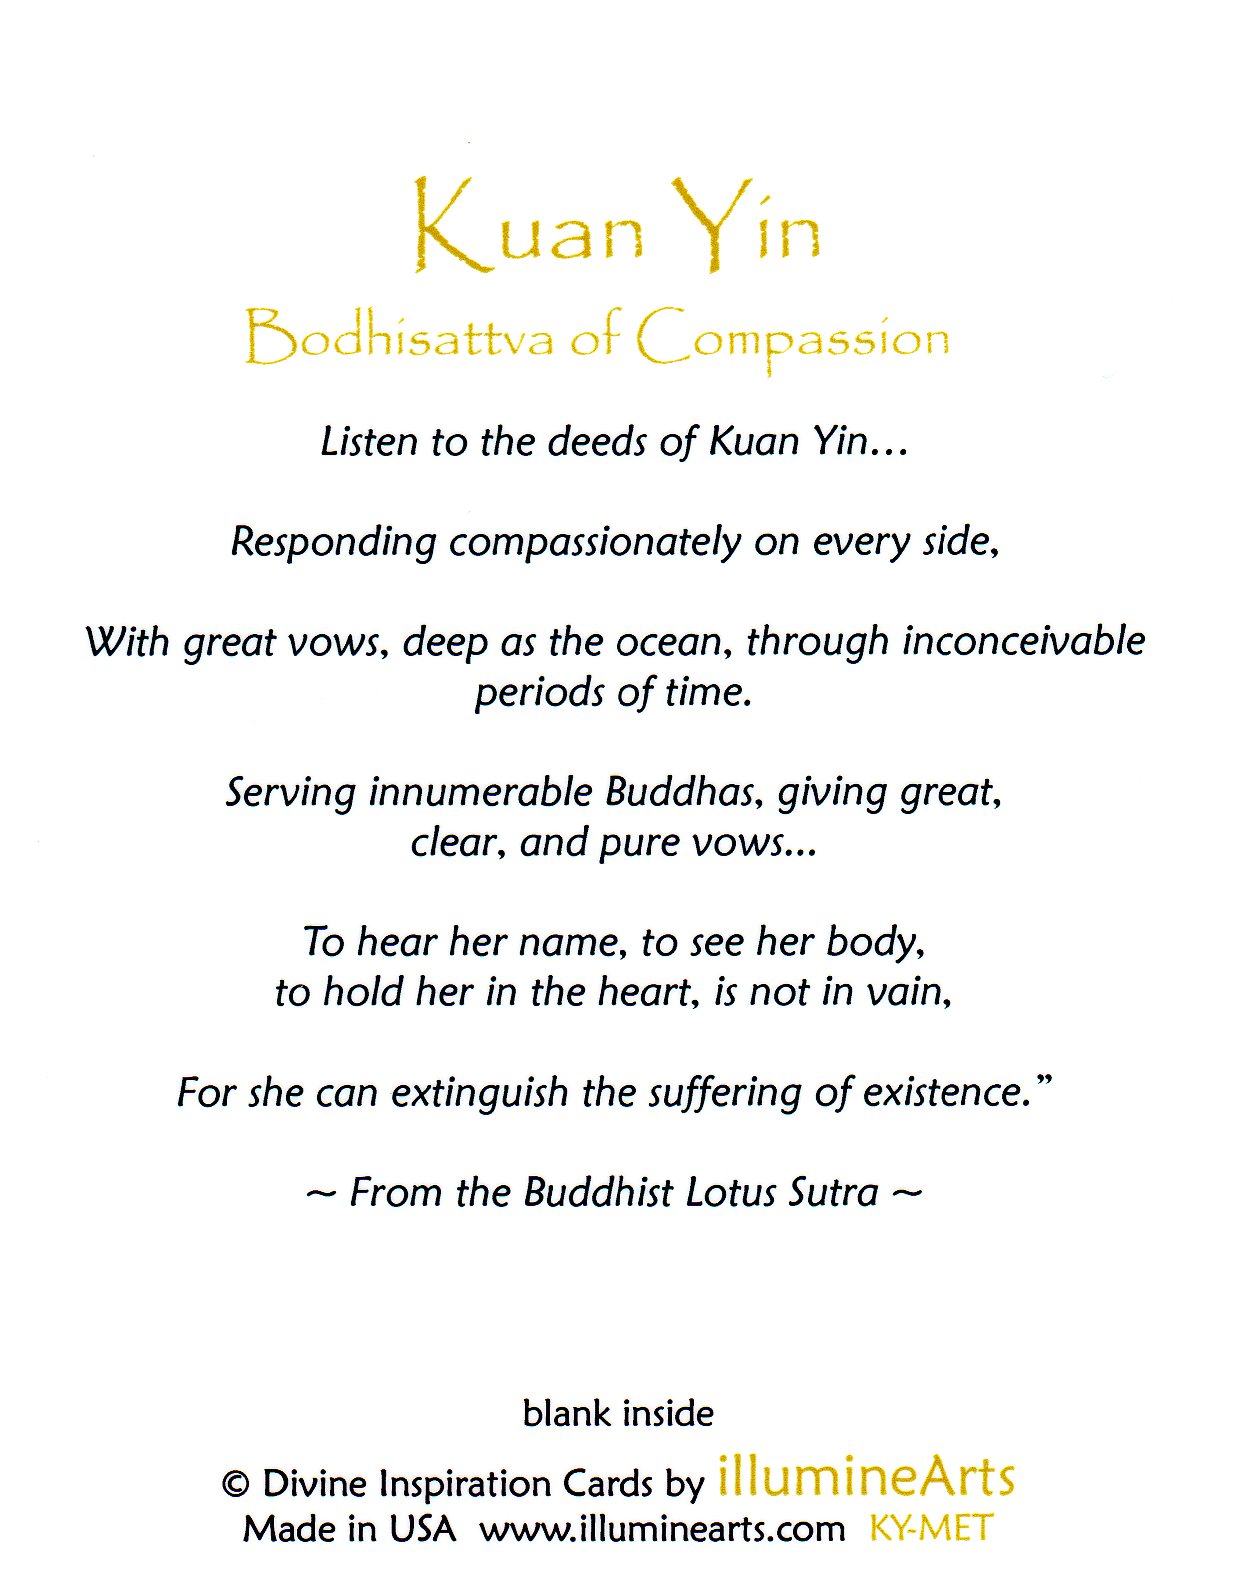 Kuan Yin
Bodhisattva of Compassion
Listen to the deeds of Kuan Yin...
Responding compassionately on every side,
With great vows, deep as the ocean, through inconceivable
periods of time.
Serving innumerable Buddhas, giving great,
clear, and pure vows...
To hear her name, to see her body,
to hold her in the heart, is not in vain,
For she can extinguish the suffering of existence.”
~ From the Buddhist Lotus Sutra ~
blank inside
© Divine Inspiration Cards by illumineArts
Made in USA www.illuminearts.com KY-MET